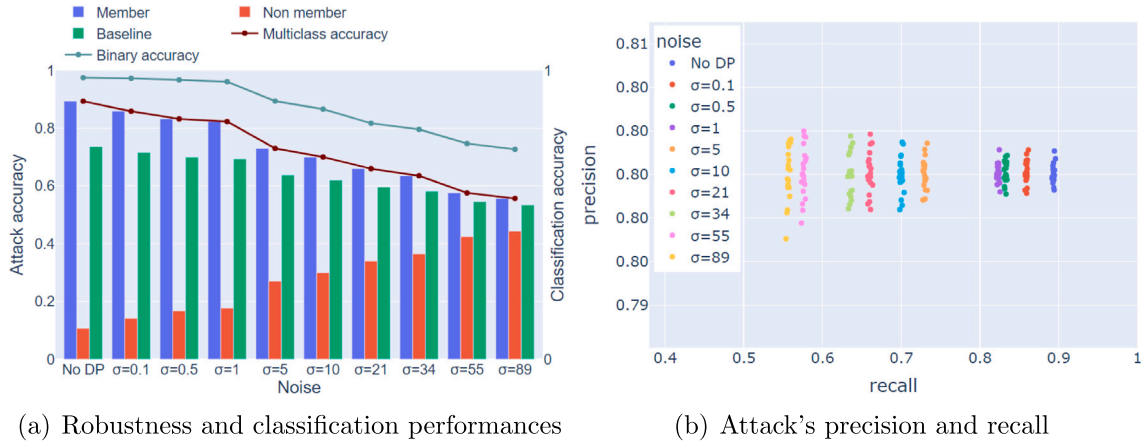 Member
Non member
Baseline
Multiclass accuracy
Binary accuracy
1
0.8
0.6
0.4
0.2
0
Attack accuracy
1
0
Classification accuracy
No DP σ=0.1 σ=0.5 σ=1 σ=5 σ=10 σ=21 σ=34 σ=55 σ=89
Noise
(a) Robustness and classification performances
0.81
0.80
0.80
0.80
0.80
0.80
0.79
precision
noise
No DP
σ=0.1
σ=0.5
σ=1
σ=5
σ=10
σ=21
σ=34
σ=55
σ=89
0.4 0.5 0.6 0.7 0.8 0.9 1
recall
(b) Attack's precision and recall